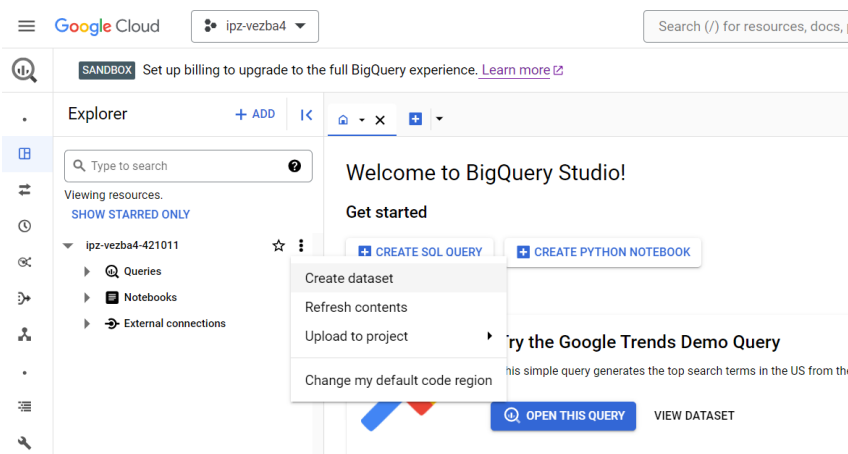 Google Cloud
ipz-vezba4
Search (/) for resources, docs,
SANDBOX Set up billing to upgrade to the full BigQuery experience. Learn more
Explorer
+ ADD
Type to search
Viewing resources.
SHOW STARRED ONLY
ipz-vezba4-421011
Queries
Notebooks
External connections
Create dataset
Refresh contents
Upload to project
Change my default code region
Welcome to BigQuery Studio!
Get started
CREATE SQL QUERY
CREATE PYTHON NOTEBOOK
Try the Google Trends Demo Query
This simple query generates the top search terms in the US from the
OPEN THIS QUERY
VIEW DATASET